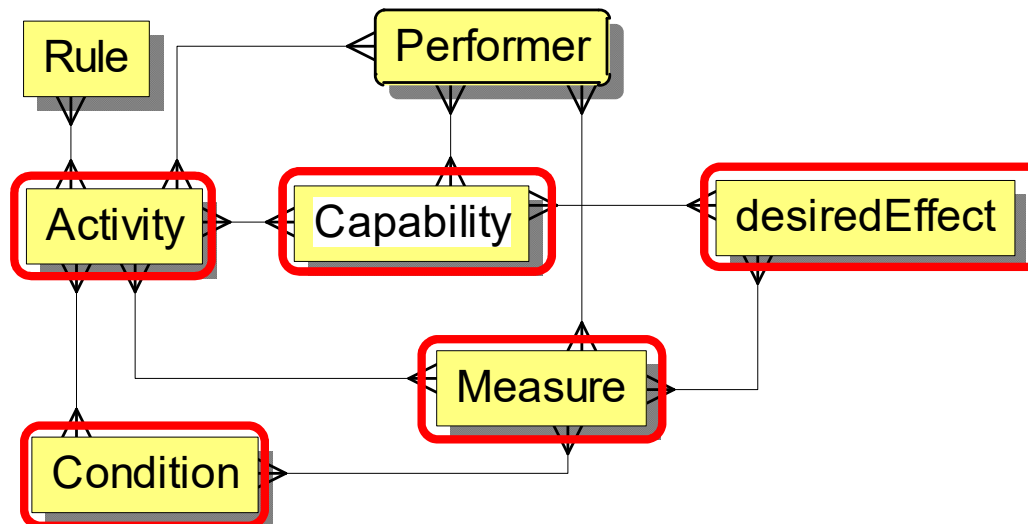 Rule
Performer
Activity
Capability
desiredEffect
Measure
Condition